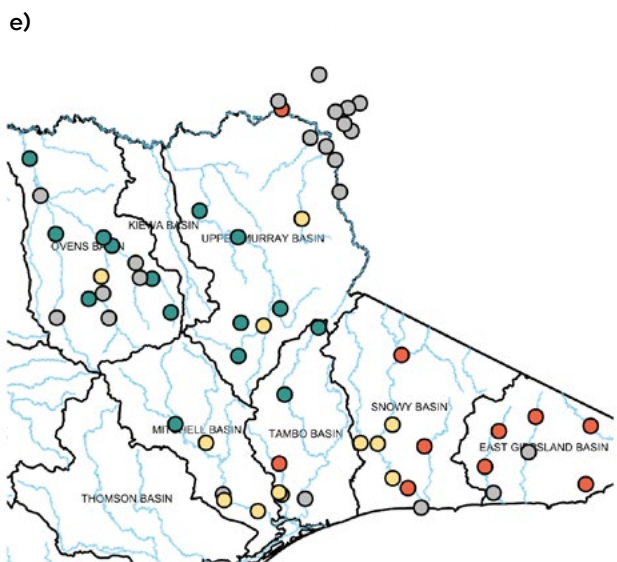 e)
KIEWA BASIN
OVENS BASIN
UPPER MURRAY BASIN
SNOWY BASIN
MITCHELL BASIN
TAMBO BASIN
EAST GIPPSLAND BASIN
THOMSON BASIN